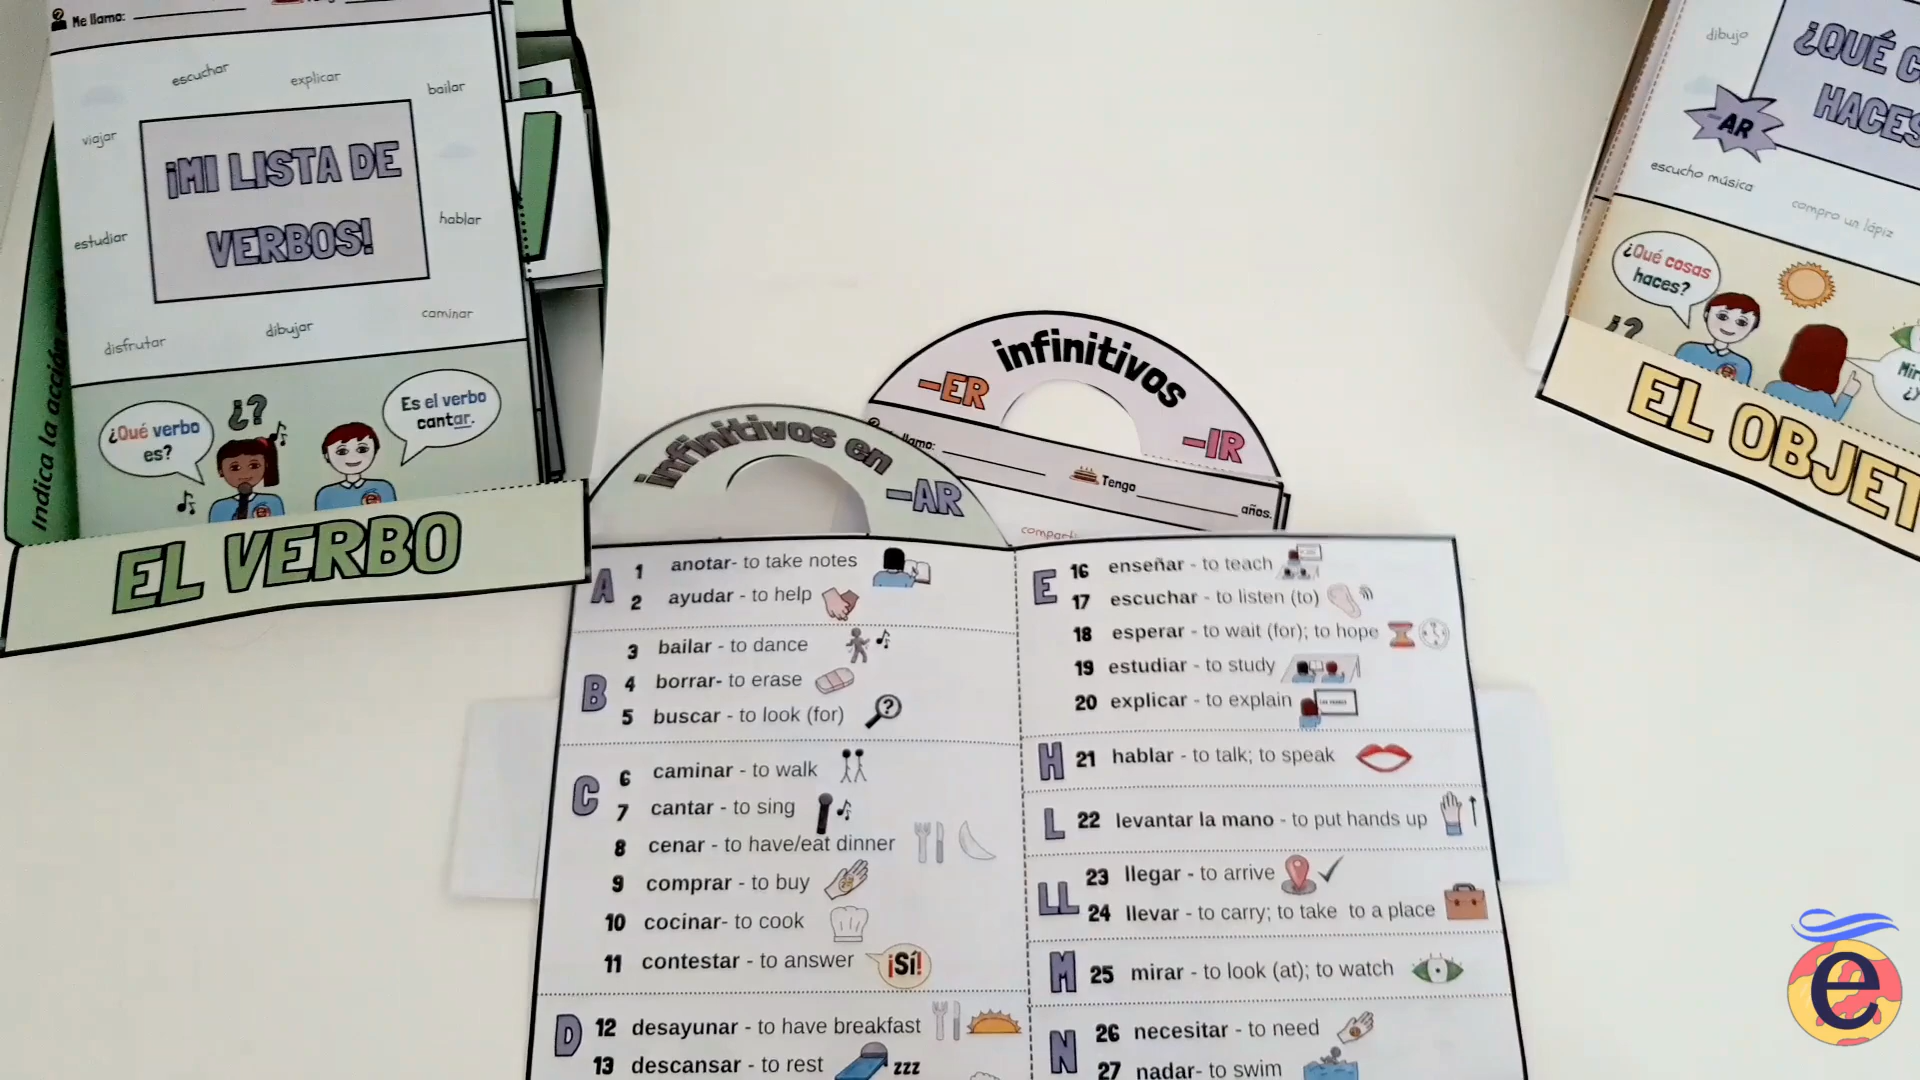 Me llamo:
escuchar
explicar
bailar
viajar
¡MI LISTA DE
VERBOS!
estudiar
hablar
disfrutar
dibujar
caminar
¿Qué verbo
es?
¿?
Es el verbo
cantar.
Indica la acción
EL VERBO
infinitivos
-ER
-IR
llamo:
Tengo
años.
infinitivos en
-AR
A
1 anotar- to take notes
2 ayudar - to help
B
3 bailar - to dance
4 borrar- to erase
5 buscar - to look (for)
C
6 caminar - to walk
7 cantar - to sing
8 cenar - to have/eat dinner
9 comprar - to buy
10 cocinar- to cook
11 contestar - to answer
¡SÍ!
D
12 desayunar - to have breakfast
13 descansar - to rest
zzz
E
16 enseñar - to teach
17 escuchar - to listen (to)
18 esperar - to wait (for); to hope
19 estudiar - to study
20 explicar - to explain
H
21 hablar - to talk; to speak
L
22 levantar la mano - to put hands up
LL
23 llegar - to arrive
24 llevar - to carry; to take to a place
M
25 mirar - to look (at); to watch
N
26 necesitar - to need
27 nadar- to swim
dibujo
¿QUÉ C
HACES
-AR
escucho música
compro un lápiz
¿Qué cosas
haces?
¿?
Mir
¿Y
EL OBJET
ẽ